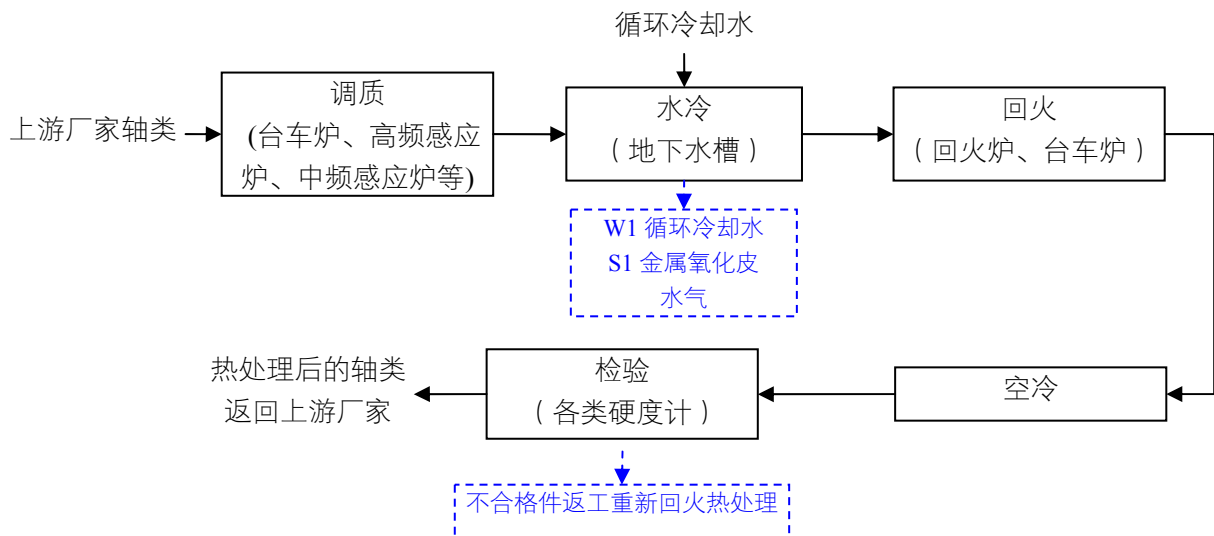 循环冷却水
上游厂家轴类
调质
(台车炉、高频感应
炉、中频感应炉等)
水冷
（地下水槽）
回火
（回火炉、台车炉）
W1 循环冷却水
S1 金属氧化皮
水气
热处理后的轴类
返回上游厂家
检验
（各类硬度计）
空冷
不合格件返工重新回火热处理